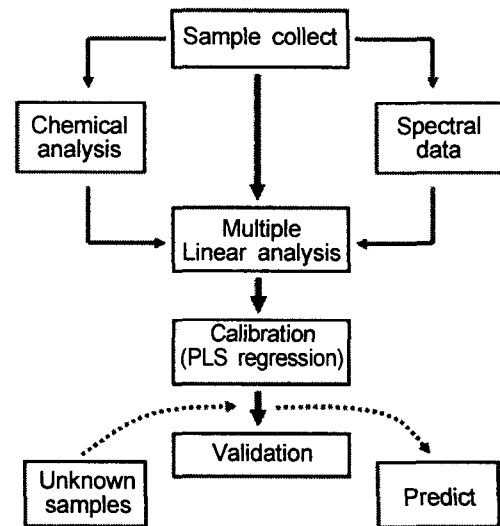 Sample collect
Chemical
analysis
Spectral
data
Multiple
Linear analysis
Calibration
(PLS regression)
Validation
Unknown
samples
Predict